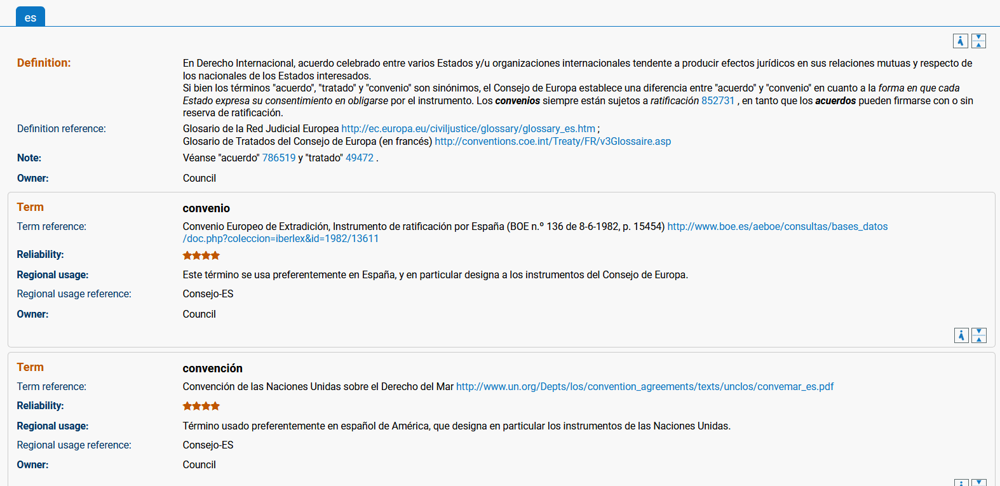 es
Definition:
En Derecho Internacional, acuerdo celebrado entre varios Estados y/u organizaciones internacionales tendente a producir efectos jurídicos en sus relaciones mutuas y respecto de
los nacionales de los Estados interesados.
Si bien los términos "acuerdo", "tratado" y "convenio" son sinónimos, el Consejo de Europa establece una diferencia entre "acuerdo" y "convenio" en cuanto a la forma en que cada
Estado expresa su consentimiento en obligarse por el instrumento. Los convenios siempre están sujetos a ratificación 852731 , en tanto que los acuerdos pueden firmarse con o sin
reserva de ratificación.
Definition reference:
Glosario de la Red Judicial Europea http://ec.europa.eu/civiljustice/glossary/glossary_es.htm ;
Glosario de Tratados del Consejo de Europa (en francés) http://conventions.coe.int/Treaty/FR/v3Glossaire.asp
Note:
Véanse "acuerdo" 786519 y "tratado" 49472 .
Owner:
Council
Term
convenio
Term reference:
Convenio Europeo de Extradición, Instrumento de ratificación por España (BOE n.º 136 de 8-6-1982, p. 15454) http://www.boe.es/aeboe/consultas/bases_datos
/doc.php?coleccion=iberlex&id=1982/13611
Reliability:
Regional usage:
Este término se usa preferentemente en España, y en particular designa a los instrumentos del Consejo de Europa.
Regional usage reference:
Consejo-ES
Owner:
Council
Term
convención
Term reference:
Convención de las Naciones Unidas sobre el Derecho del Mar http://www.un.org/Depts/los/convention_agreements/texts/unclos/convemar_es.pdf
Reliability:
Regional usage:
Término usado preferentemente en español de América, que designa en particular los instrumentos de las Naciones Unidas.
Regional usage reference:
Consejo-ES
Owner:
Council